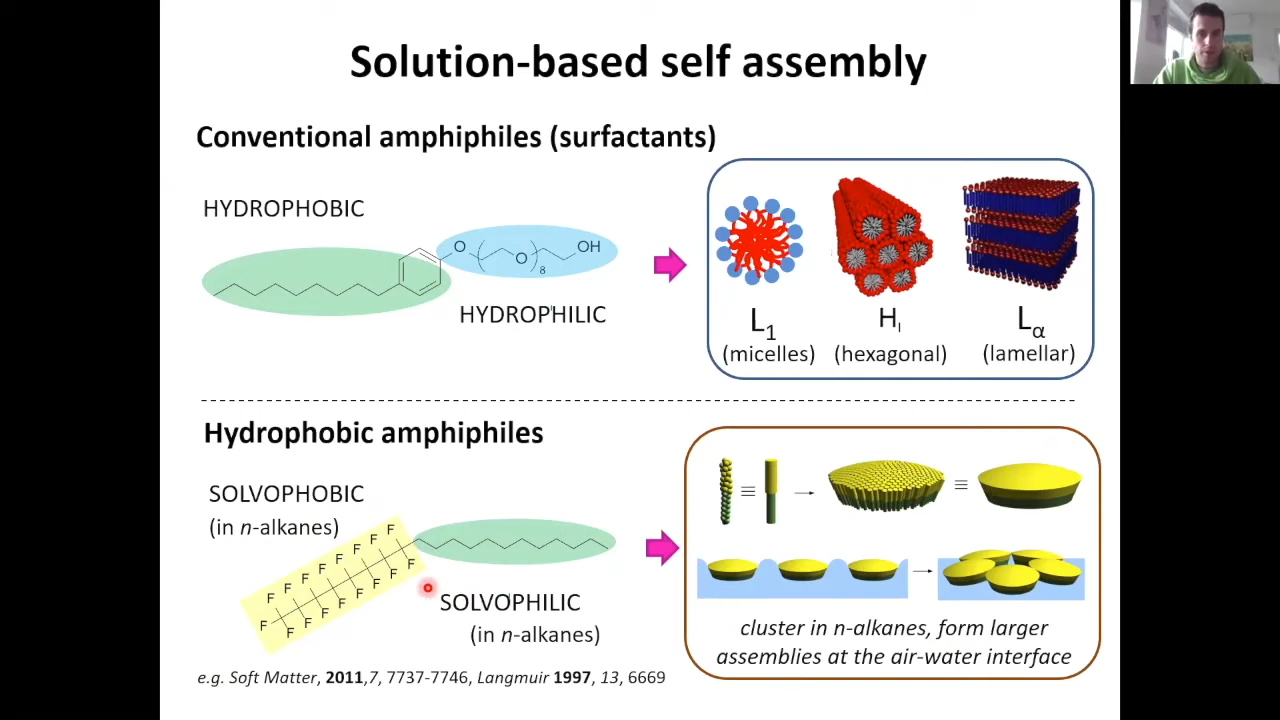 Solution-based self assembly
Conventional amphiphiles (surfactants)
HYDROPHOBIC
O
O
8
OH
HYDROPHILIC
L1
(micelles)
HI
(hexagonal)
Lα
(lamellar)
Hydrophobic amphiphiles
SOLVOPHOBIC
(in n-alkanes)
F F F F F F F F
F F F F F F F F F
SOLVOPHILIC
(in n-alkanes)
≡
≡
cluster in n-alkanes, form larger
assemblies at the air-water interface
e.g. Soft Matter, 2011,7, 7737-7746, Langmuir 1997, 13, 6669